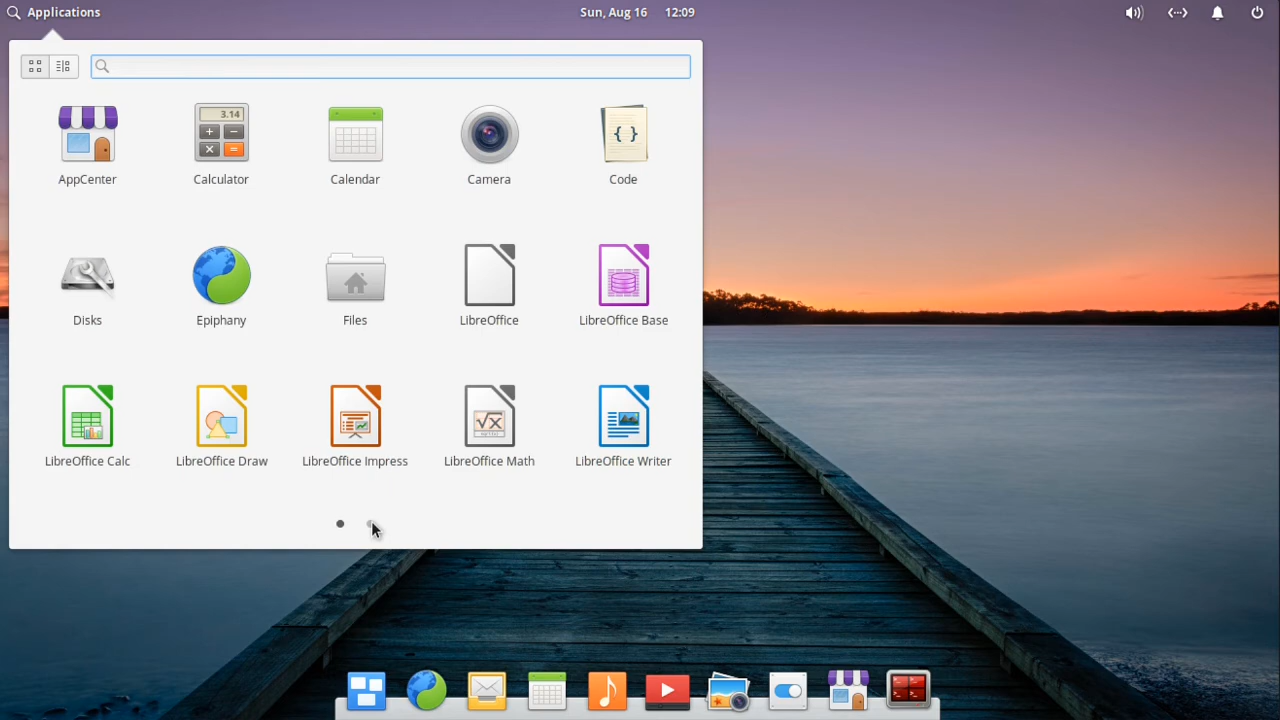 Applications Sun, Aug 16 12:09
3.14
AppCenter Calculator Calendar Camera Code
Disks Epiphany Files LibreOffice LibreOffice Base
LibreOffice Calc LibreOffice Draw LibreOffice Impress LibreOffice Math LibreOffice Writer